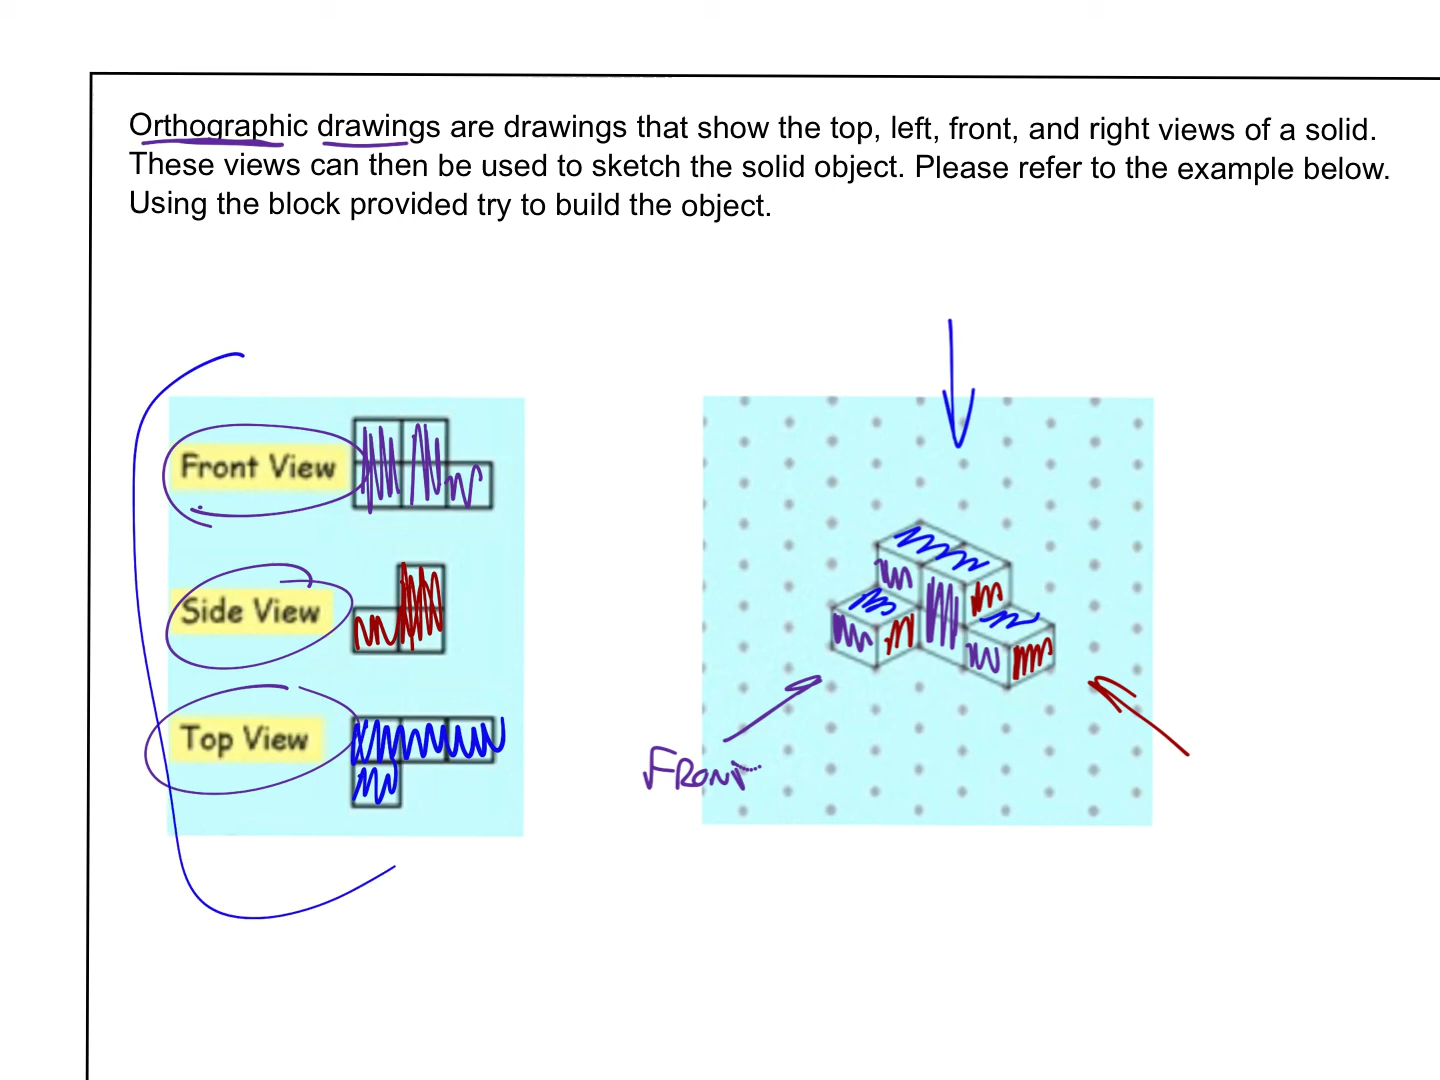 Orthographic drawings are drawings that show the top, left, front, and right views of a solid.
These views can then be used to sketch the solid object. Please refer to the example below.
Using the block provided try to build the object.
Front View
Side View
Top View
FRONT